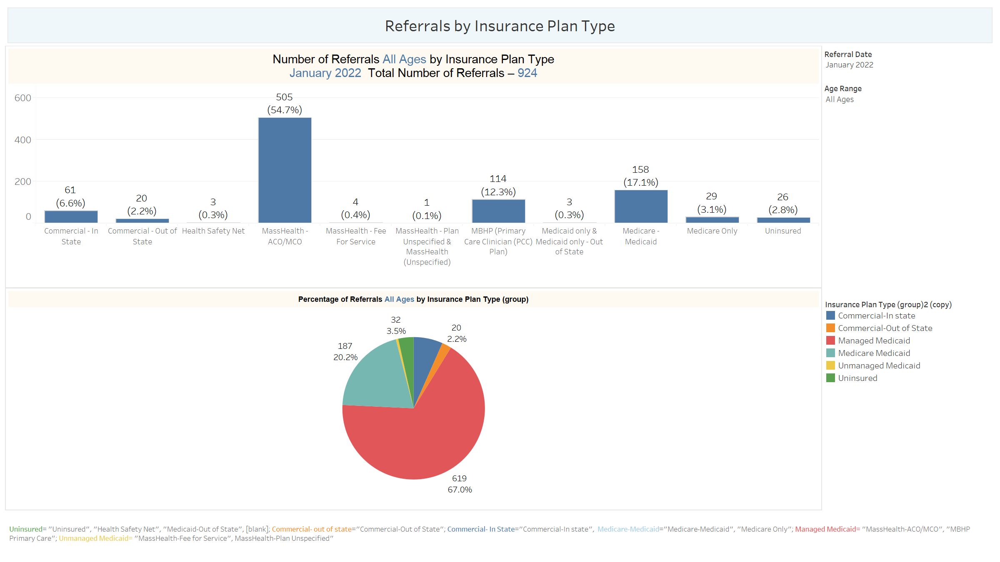 Referrals by Insurance Plan Type
Number of Referrals All Ages by Insurance Plan Type
January 2022 Total Number of Referrals – 924
Referral Date
January 2022
Age Range
All Ages
600
400
200
0
61
(6.6%)
20
(2.2%)
3
(0.3%)
505
(54.7%)
4
(0.4%)
1
(0.1%)
114
(12.3%)
3
(0.3%)
158
(17.1%)
29
(3.1%)
26
(2.8%)
Commercial - In
State
Commercial - Out of
State
Health Safety Net
MassHealth -
ACO/MCO
MassHealth - Fee
For Service
MassHealth - Plan
Unspecified &
MassHealth
(Unspecified)
MBHP (Primary
Care Clinician (PCC)
Plan)
Medicaid only &
Medicaid only - Out
of State
Medicare -
Medicaid
Medicare Only
Uninsured
Percentage of Referrals All Ages by Insurance Plan Type (group)
32
3.5%
20
2.2%
187
20.2%
619
67.0%
Insurance Plan Type (group)2 (copy)
Commercial-In state
Commercial-Out of State
Managed Medicaid
Medicare Medicaid
Unmanaged Medicaid
Uninsured
Uninsured= "Uninsured", "Health Safety Net", "Medicaid-Out of State", [blank]; Commercial- out of state="Commercial-Out of State"; Commercial- In State="Commercial-In state", Medicare-Medicaid="Medicare-Medicaid", "Medicare Only"; Managed Medicaid= "MassHealth-ACO/MCO", "MBHP
Primary Care"; Unmanaged Medicaid= "MassHealth-Fee for Service", MassHealth-Plan Unspecified"